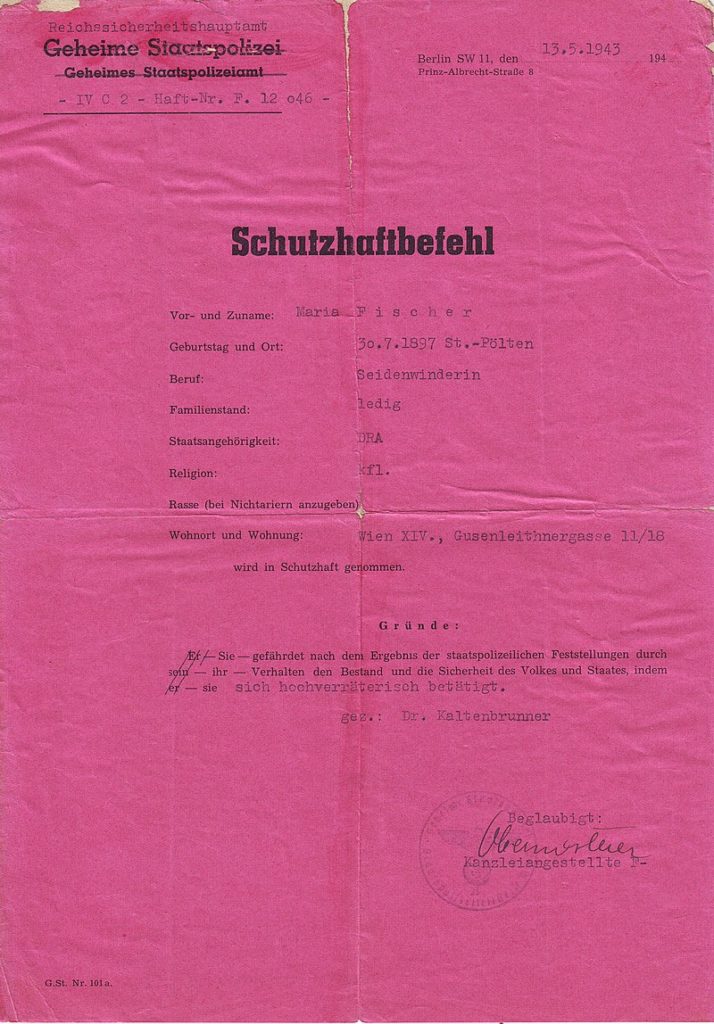 Reichssicherheitshauptamt
Geheime Staatspolizei
Geheimes Staatspolizeiamt
- IV C 2 - Haft-Nr. F. 12 o46 -
Berlin SW 11, den 13.5.1943 194
Prinz-Albrecht-Straße 8
Schutzhaftbefehl
Vor- und Zuname: Maria Fischer
Geburtstag und Ort: 3o.7.1897 St.-Pölten
Beruf: Seidenwinderin
Familienstand: ledig
Staatsangehörigkeit: DRA
Religion: kfl.
Rasse (bei Nichtariern anzugeben)
Wohnort und Wohnung: Wien XIV., Gusenleithnergasse 11/18
wird in Schutzhaft genommen.
Gründe:
Er — Sie — gefährdet nach dem Ergebnis der staatspolizeilichen Feststellungen durch
sein — ihr — Verhalten den Bestand und die Sicherheit des Volkes und Staates, indem
er — sie sich hochverräterisch betätigt.
gez.: Dr. Kaltenbrunner
Beglaubigt:
Kanzleiangestellte F-
G.St. Nr. 101a.